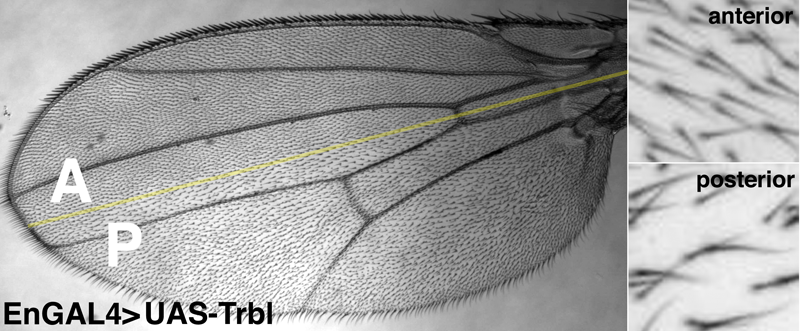 anterior
A
posterior
P
EnGAL4>UAS-Trbl